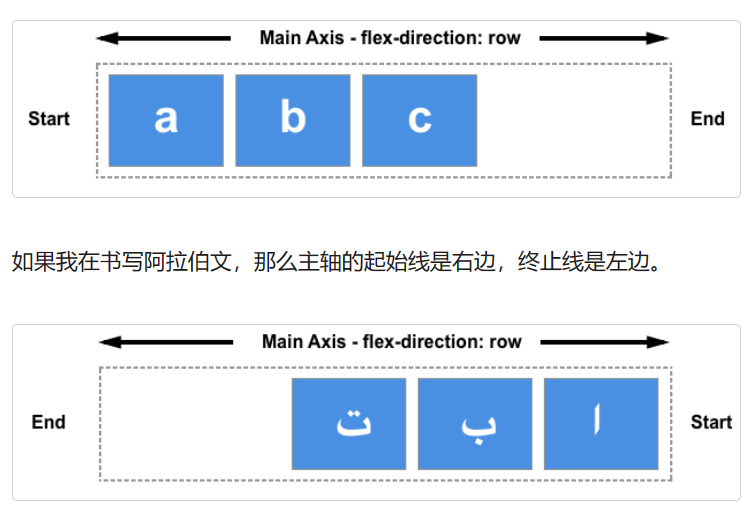 Main Axis - flex-direction: row
Start a b c End
如果我在书写阿拉伯文，那么主轴的起始线是右边，终止线是左边。
Main Axis - flex-direction: row
End ت ب ا Start